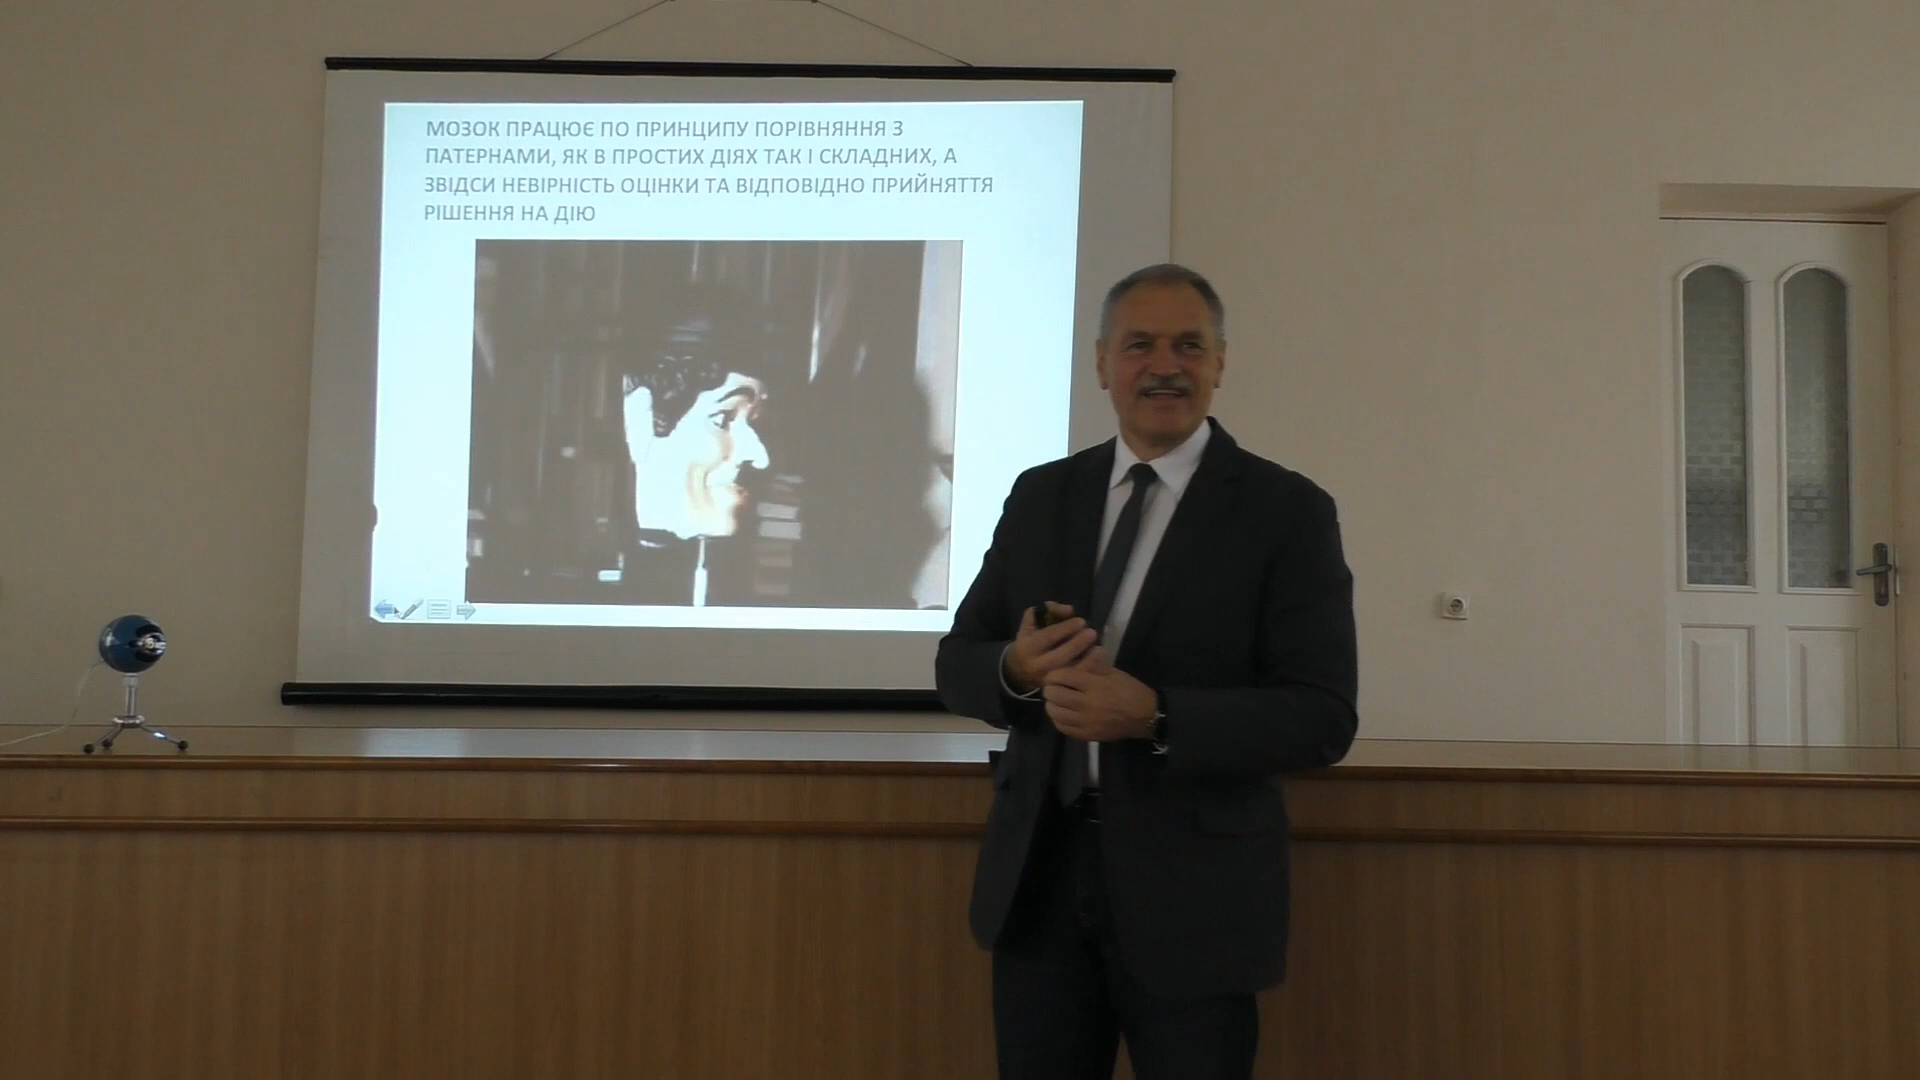 МОЗОК ПРАЦЮЄ ПО ПРИНЦИПУ ПОРІВНЯННЯ З
ПАТЕРНАМИ, ЯК В ПРОСТИХ ДІЯХ ТАК І СКЛАДНИХ, А
ЗВІДСИ НЕВІРНІСТЬ ОЦІНКИ ТА ВІДПОВІДНО ПРИЙНЯТТЯ
РІШЕННЯ НА ДІЮ